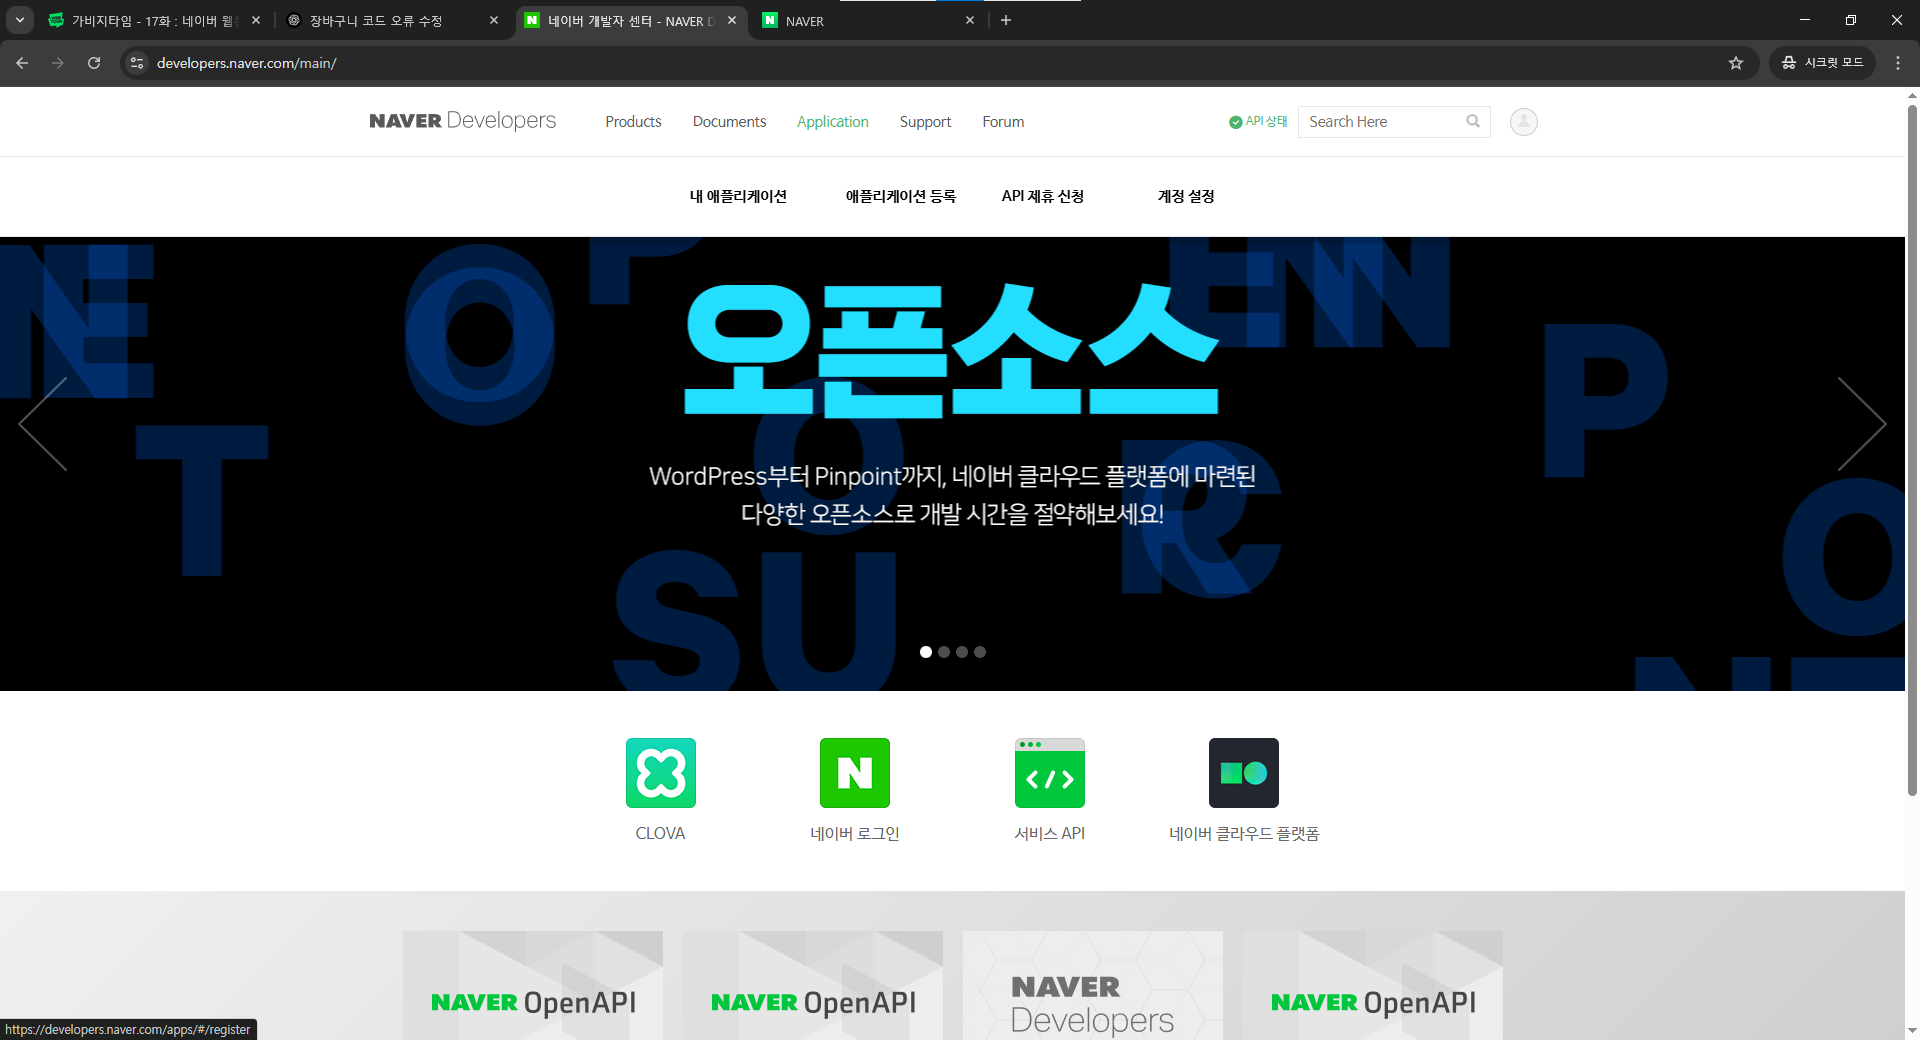 가비지타임 - 17화 : 네이버 웹
장바구니 코드 오류 수정
네이버 개발자 센터 - NAVER D
NAVER
developers.naver.com/main/
시크릿 모드
NAVER Developers
Products
Documents
Application
Support
Forum
API 상태
Search Here
내 애플리케이션
애플리케이션 등록
API 제휴 신청
계정 설정
오픈소스
WordPress부터 Pinpoint까지, 네이버 클라우드 플랫폼에 마련된
다양한 오픈소스로 개발 시간을 절약해보세요!
CLOVA
네이버 로그인
서비스 API
네이버 클라우드 플랫폼
NAVER OpenAPI
NAVER OpenAPI
NAVER
Developers
NAVER OpenAPI
https://developers.naver.com/apps/#/register